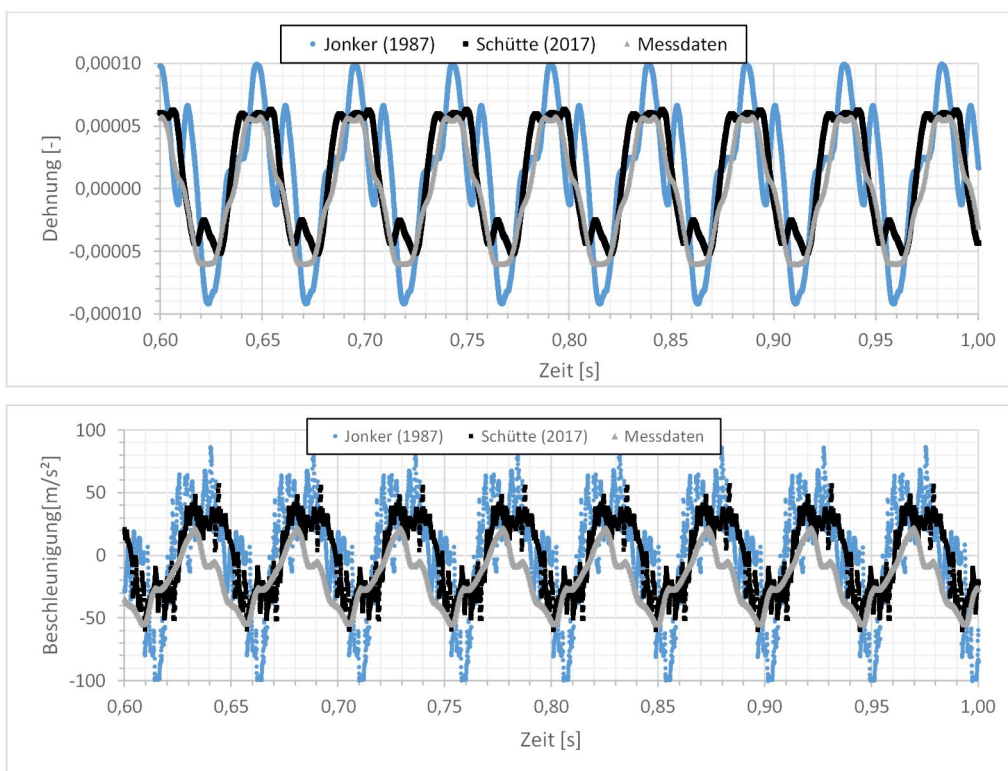 Jonker (1987) Schütte (2017) Messdaten
0,00010
0,00005
0,00000
-0,00005
-0,00010
Dehnung [-]
0,60 0,65 0,70 0,75 0,80 0,85 0,90 0,95 1,00
Zeit [s]
Jonker (1987) Schütte (2017) Messdaten
100
50
0
-50
-100
Beschleunigung[m/s²]
0,60 0,65 0,70 0,75 0,80 0,85 0,90 0,95 1,00
Zeit [s]